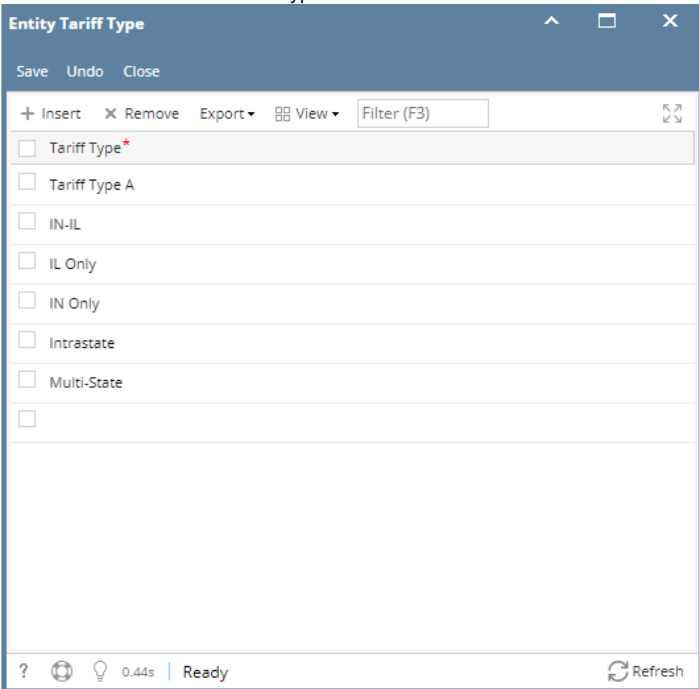 Entity Tariff Type
Save Undo Close
Insert Remove Export View Filter (F3)
Tariff Type*
Tariff Type A
IN-IL
IL Only
IN Only
Intrastate
Multi-State
? 0.44s Ready Refresh